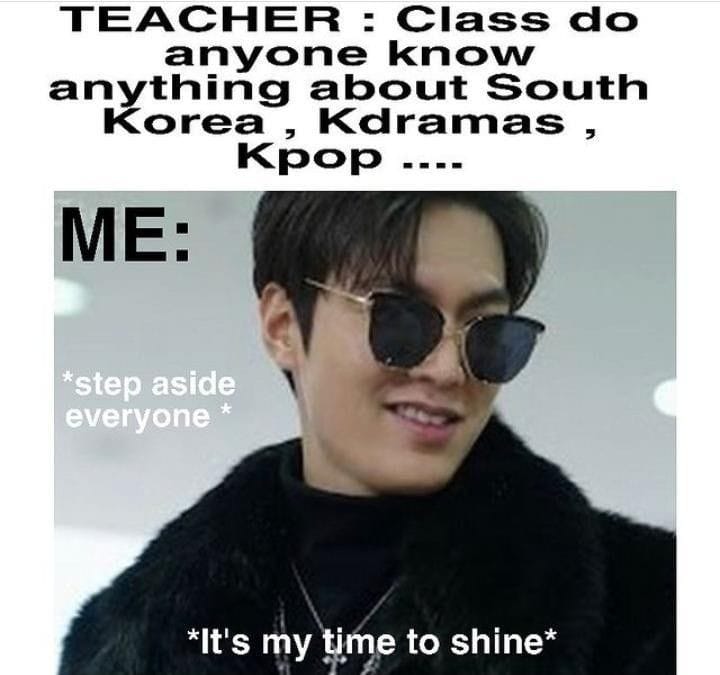 TEACHER : Class do
anyone know
anything about South
Korea , Kdramas ,
Kpop ....
ME:
*step aside
everyone *
*It's my time to shine*